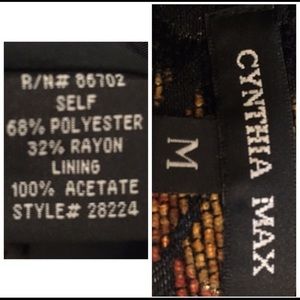 R/N# 86702
SELF
68% POLYESTER
32% RAYON
LINING
100% ACETATE
STYLE# 28224
M
CYNTHIA MAX